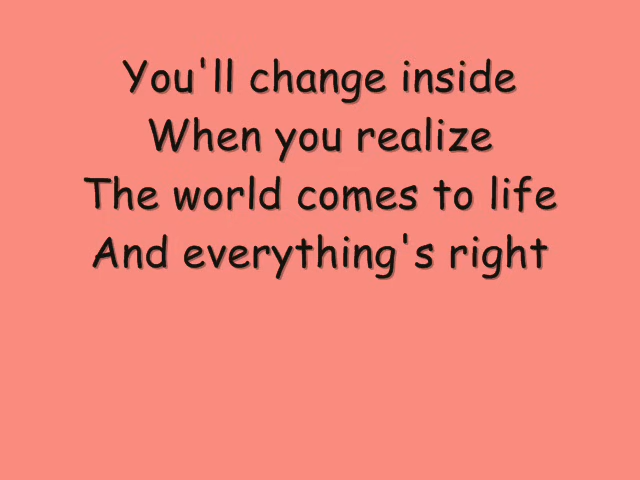 You'll change inside
When you realize
The world comes to life
And everything's right